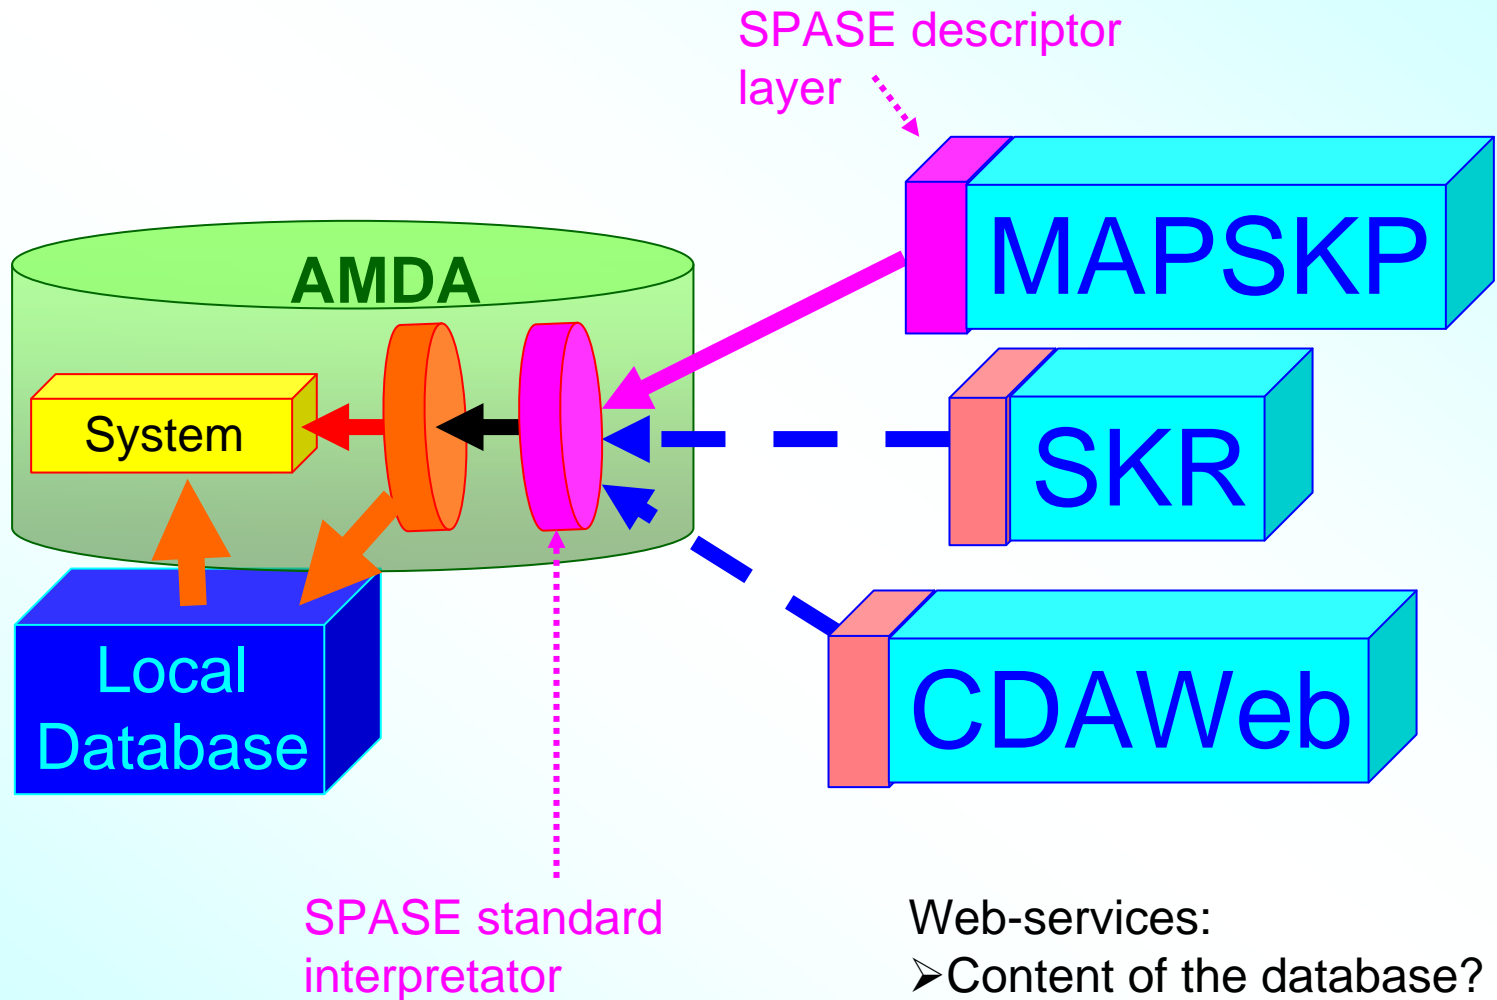 SPASE descriptor
layer
MAPSKP
AMDA
System
SKR
Local
Database
CDAWeb
SPASE standard
interpretator
Web-services:
➢Content of the database?